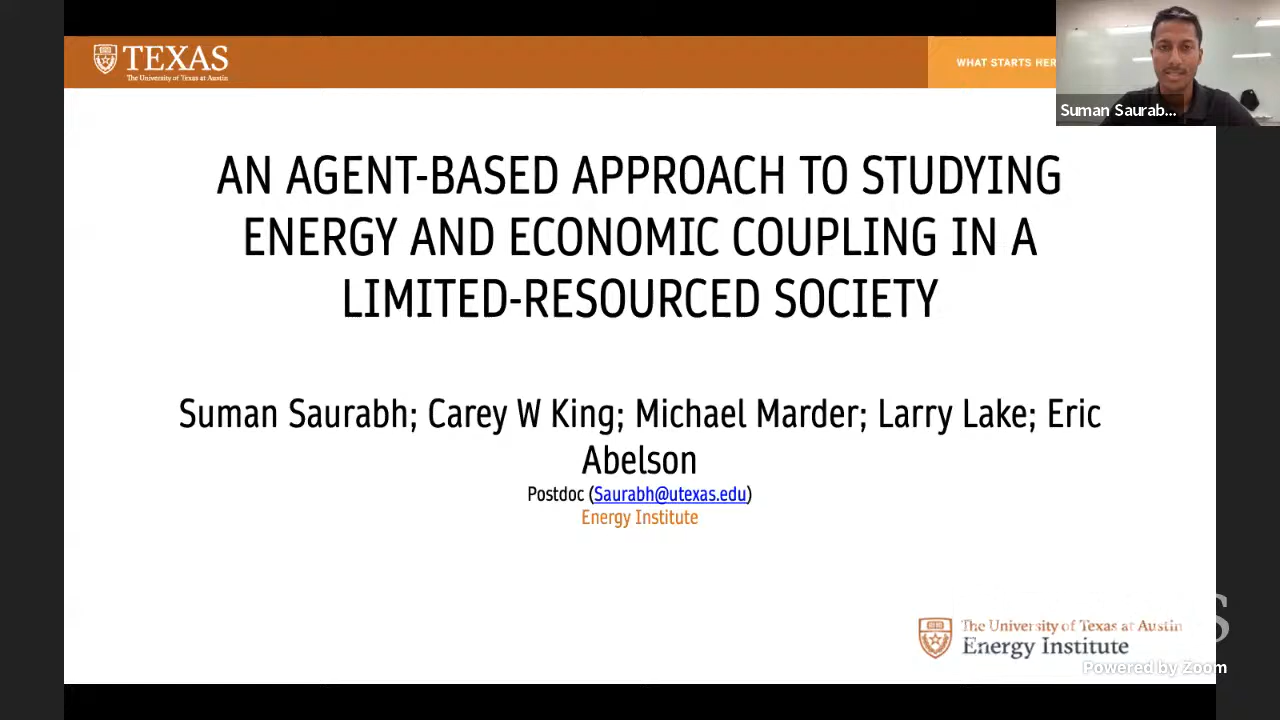 TEXAS
The University of Texas at Austin
WHAT STARTS HER
Suman Saurab...
AN AGENT-BASED APPROACH TO STUDYING
ENERGY AND ECONOMIC COUPLING IN A
LIMITED-RESOURCED SOCIETY
Suman Saurabh; Carey W King; Michael Marder; Larry Lake; Eric
Abelson
Postdoc (Saurabh@utexas.edu)
Energy Institute
The University of Texas at Austin
Energy Institute
S
Powered by Zoom